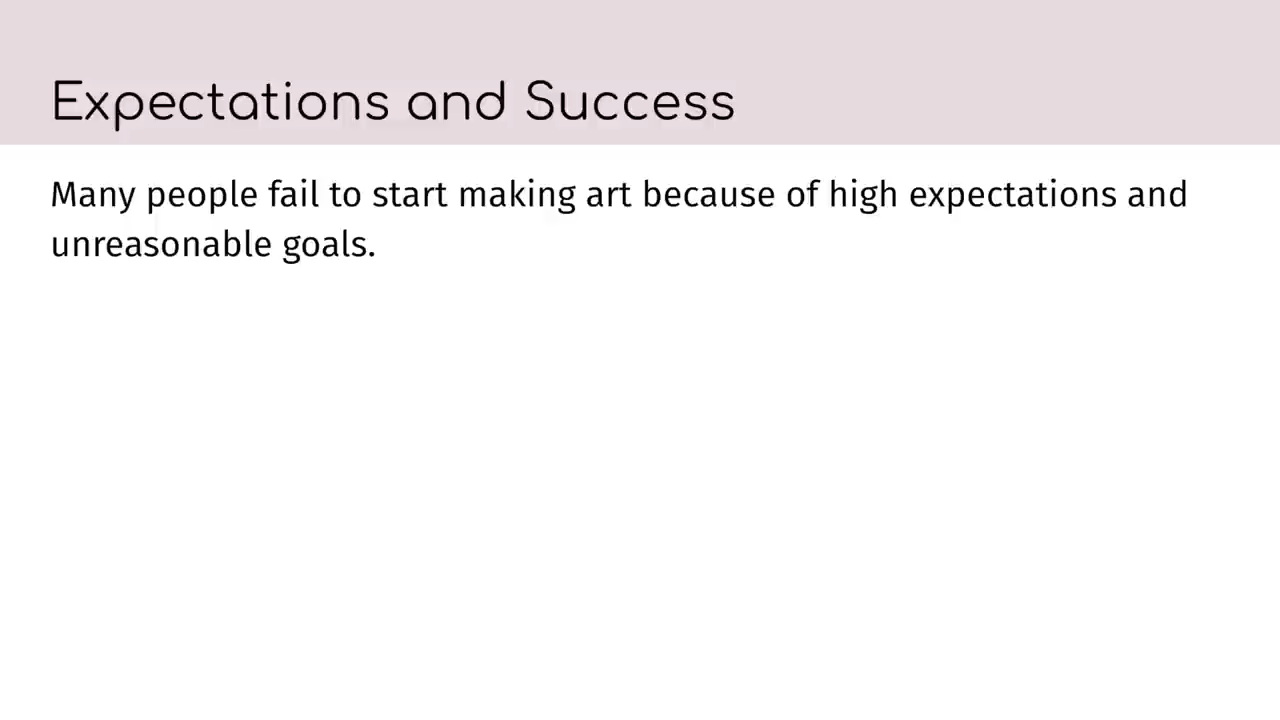 Expectations and Success
Many people fail to start making art because of high expectations and
unreasonable goals.